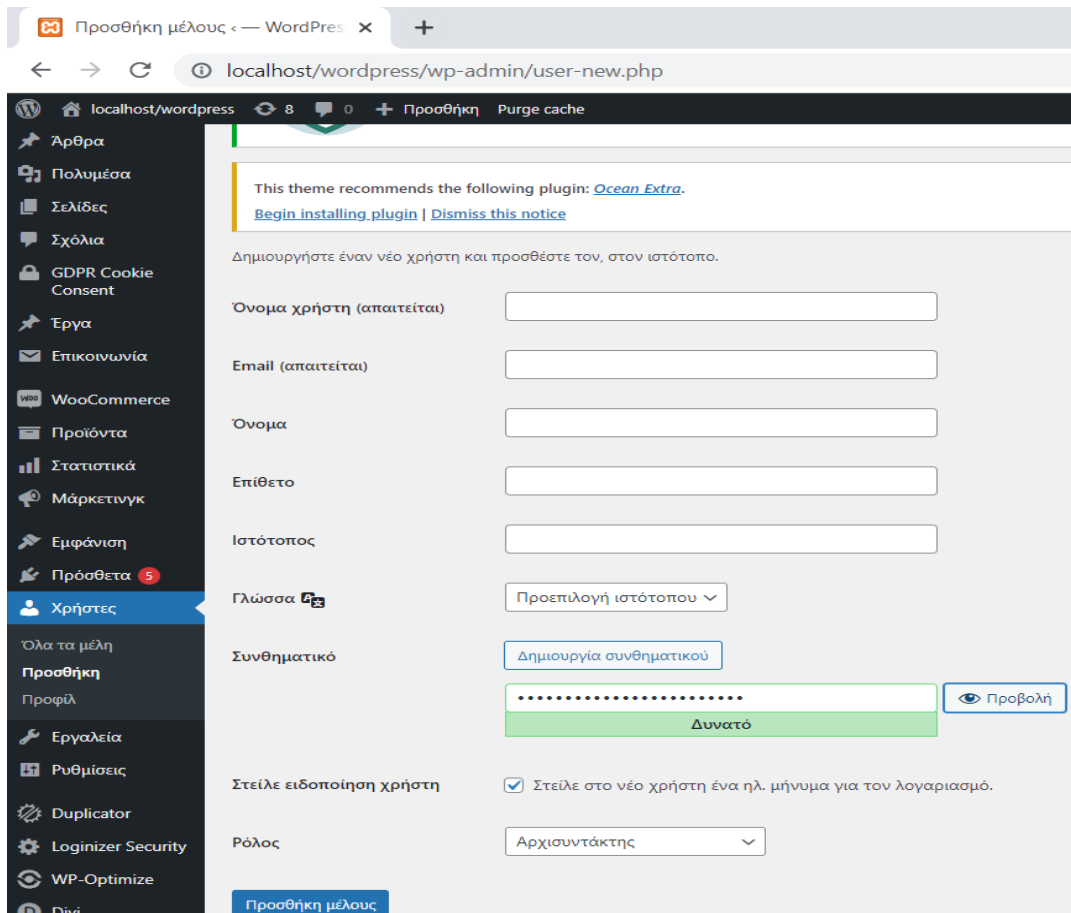 Προσθήκη μέλους ‹ — WordPres
localhost/wordpress/wp-admin/user-new.php
localhost/wordpress 8 0 Προσθήκη Purge cache
Άρθρα
Πολυμέσα
Σελίδες
Σχόλια
GDPR Cookie
Consent
Έργα
Επικοινωνία
WooCommerce
Προϊόντα
Στατιστικά
Μάρκετινγκ
Εμφάνιση
Πρόσθετα 5
Χρήστες
Όλα τα μέλη
Προσθήκη
Προφίλ
Εργαλεία
Ρυθμίσεις
Duplicator
Loginizer Security
WP-Optimize
Divi
This theme recommends the following plugin: Ocean Extra.
Begin installing plugin | Dismiss this notice
Δημιουργήστε έναν νέο χρήστη και προσθέστε τον, στον ιστότοπο.
Όνομα χρήστη (απαιτείται)
Email (απαιτείται)
Όνομα
Επίθετο
Ιστότοπος
Γλώσσα Προεπιλογή ιστότοπου
Συνθηματικό Δημιουργία συνθηματικού
•••••••••••••••••••••••• Προβολή
Δυνατό
Στείλε ειδοποίηση χρήστη Στείλε στο νέο χρήστη ένα ηλ. μήνυμα για τον λογαριασμό.
Ρόλος Αρχισυντάκτης
Προσθήκη μέλους